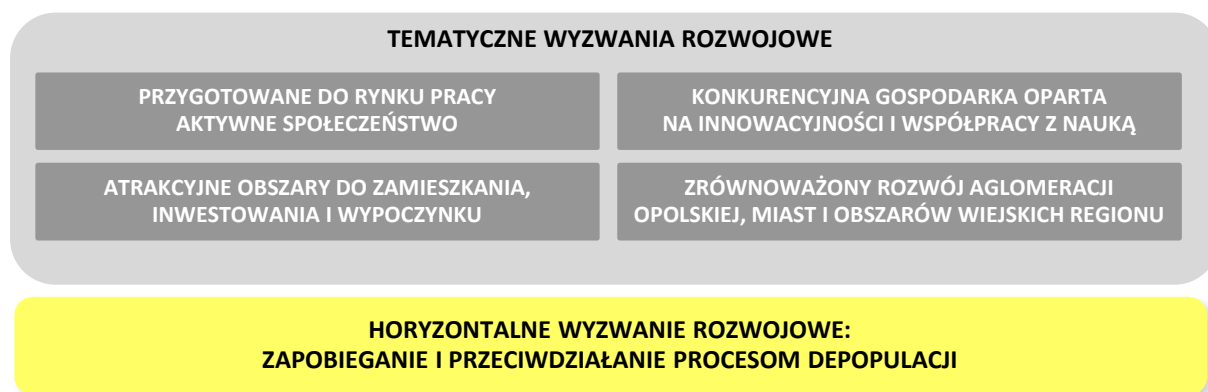 TEMATYCZNE WYZWANIA ROZWOJOWE
PRZYGOTOWANE DO RYNKU PRACY
AKTYWNE SPOŁECZEŃSTWO
KONKURENCYJNA GOSPODARKA OPARTA
NA INNOWACYJNOŚCI I WSPÓŁPRACY Z NAUKĄ
ATRAKCYJNE OBSZARY DO ZAMIESZKANIA,
INWESTOWANIA I WYPOCZYNKU
ZRÓWNOWAŻONY ROZWÓJ AGLOMERACJI
OPOLSKIEJ, MIAST I OBSZARÓW WIEJSKICH REGIONU
HORYZONTALNE WYZWANIE ROZWOJOWE:
ZAPOBIEGANIE I PRZECIWDZIAŁANIE PROCESOM DEPOPULACJI